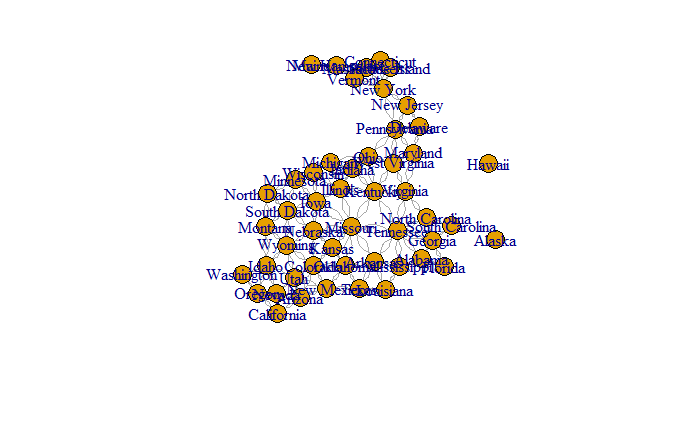 Connecticut
Maine
Vermont
New York
New Jersey
Pennsylvania
Delaware
Ohio
Maryland
Michigan
West Virginia
Hawaii
Indiana
Wisconsin
Minnesota
Illinois
Kentucky
Virginia
North Dakota
Iowa
South Dakota
North Carolina
South Carolina
Montana
Nebraska
Missouri
Tennessee
Georgia
Alaska
Wyoming
Kansas
Alabama
Idaho
Colorado
Oklahoma
Arkansas
Mississippi
Florida
Washington
Utah
Oregon
Nevada
Arizona
New Mexico
Texas
Louisiana
California